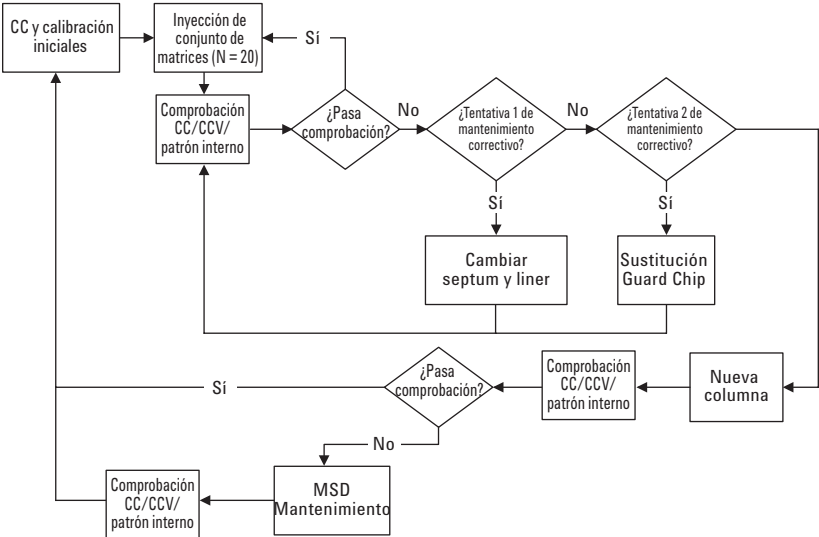 CC y calibración
iniciales
Inyección de
conjunto de
matrices (N = 20)
Sí
Comprobación
CC/CCV/
patrón interno
¿Pasa
comprobación?
No
¿Tentativa 1 de
mantenimiento
correctivo?
No
¿Tentativa 2 de
mantenimiento
correctivo?
Sí
Sí
Cambiar
septum y liner
Sustitución
Guard Chip
Sí
¿Pasa
comprobación?
Comprobación
CC/CCV/
patrón interno
Nueva
columna
No
Comprobación
CC/CCV/
patrón interno
MSD
Mantenimiento